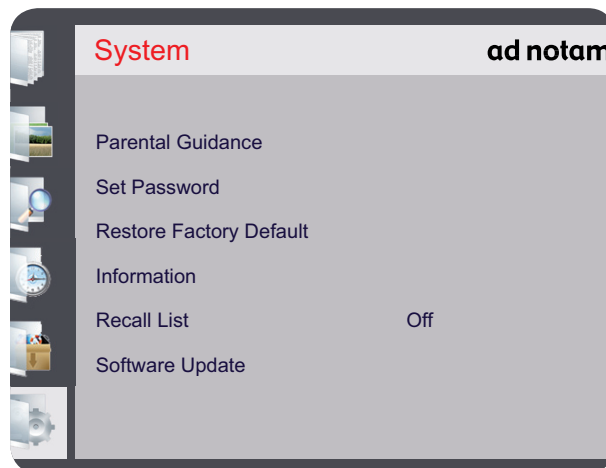 System ad notam
Parental Guidance
Set Password
Restore Factory Default
Information
Recall List Off
Software Update